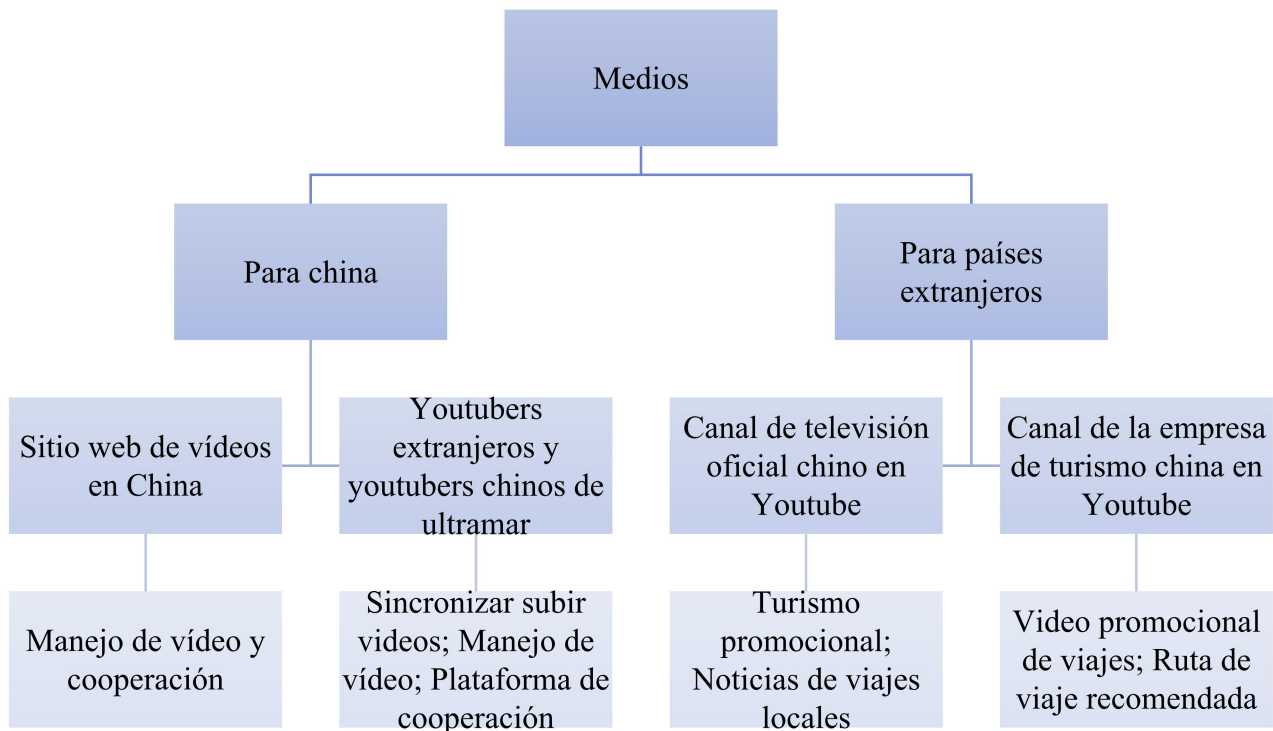 Medios
Para china
Para países
extranjeros
Sitio web de vídeos
en China
Youtubers
extranjeros y
youtubers chinos de
ultramar
Canal de televisión
oficial chino en
Youtube
Canal de la empresa
de turismo china en
Youtube
Manejo de vídeo y
cooperación
Sincronizar subir
videos; Manejo de
vídeo; Plataforma de
cooperación
Turismo
promocional;
Noticias de viajes
locales
Video promocional
de viajes; Ruta de
viaje recomendada